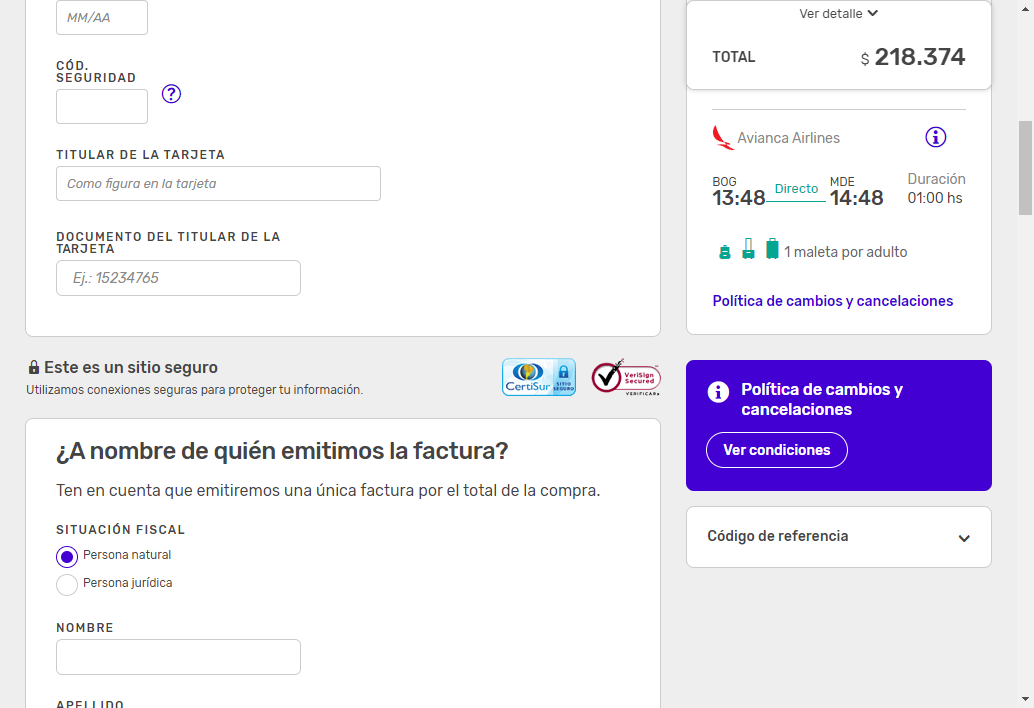 MM/AA
CÓD.
SEGURIDAD
?
TITULAR DE LA TARJETA
Como figura en la tarjeta
DOCUMENTO DEL TITULAR DE LA
TARJETA
Ej.: 15234765
Este es un sitio seguro
Utilizamos conexiones seguras para proteger tu información.
CertiSur
SITIO
SEGURO
VeriSign
Secured
VERIFICAR»
¿A nombre de quién emitimos la factura?
Ten en cuenta que emitiremos una única factura por el total de la compra.
SITUACIÓN FISCAL
Persona natural
Persona jurídica
NOMBRE
APELLIDO
Ver detalle
TOTAL
$ 218.374
Avianca Airlines
BOG
13:48
Directo
MDE
14:48
Duración
01:00 hs
1 maleta por adulto
Política de cambios y cancelaciones
Política de cambios y
cancelaciones
Ver condiciones
Código de referencia